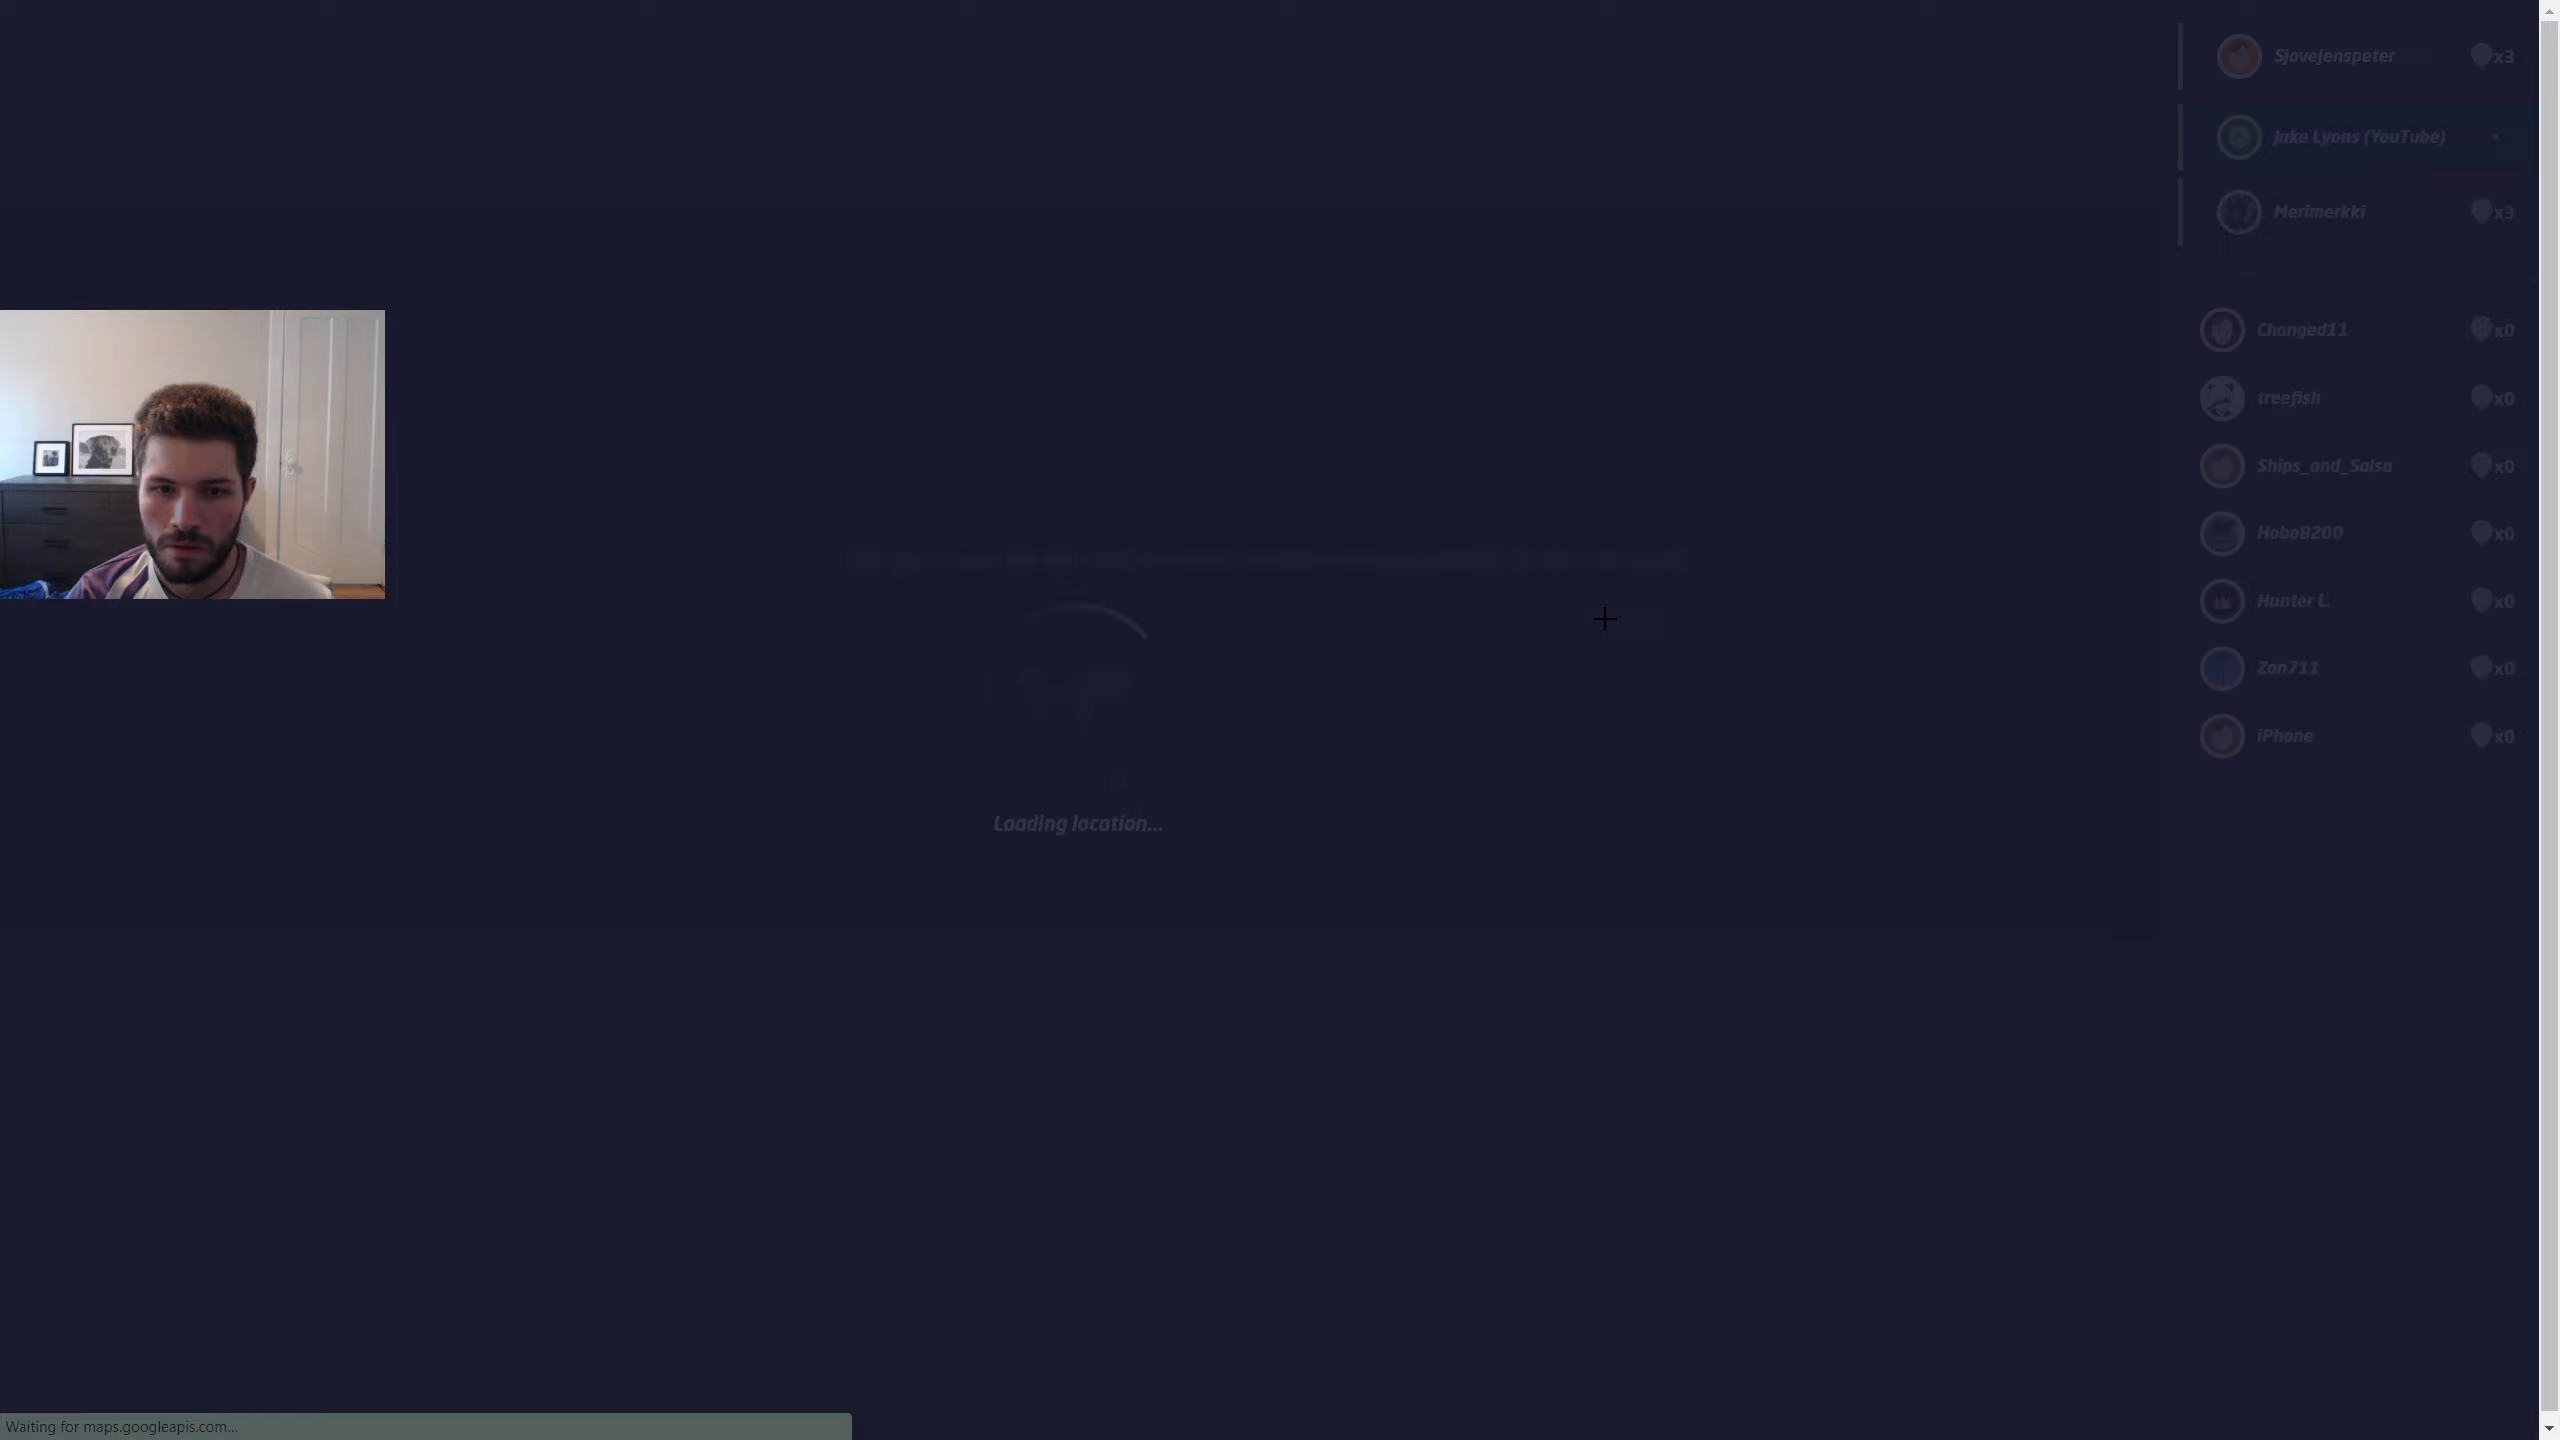 Sjovejenspeter x3
Jake Lyons (YouTube)
Merimerkki x3
Changed11 x0
treefish x0
Ships_and_Salsa x0
Hobo8200 x0
Hunter L. x0
Zan711 x0
iPhone x0
Loading location...
Waiting for maps.googleapis.com...